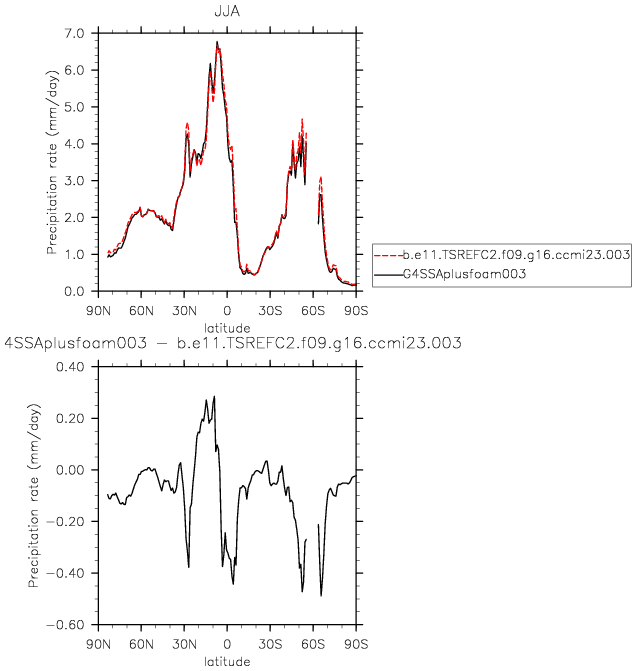 JJA
7.0
6.0
5.0
4.0
3.0
2.0
1.0
0.0
Precipitation rate (mm/day)
90N 60N 30N 0 30S 60S 90S
latitude
b.e11.TSREFC2.f09.g16.ccmi23.003
G4SSAplusfoam003
4SSAplusfoam003 − b.e11.TSREFC2.f09.g16.ccmi23.003
0.40
0.20
0.00
−0.20
−0.40
−0.60
Precipitation rate (mm/day)
90N 60N 30N 0 30S 60S 90S
latitude